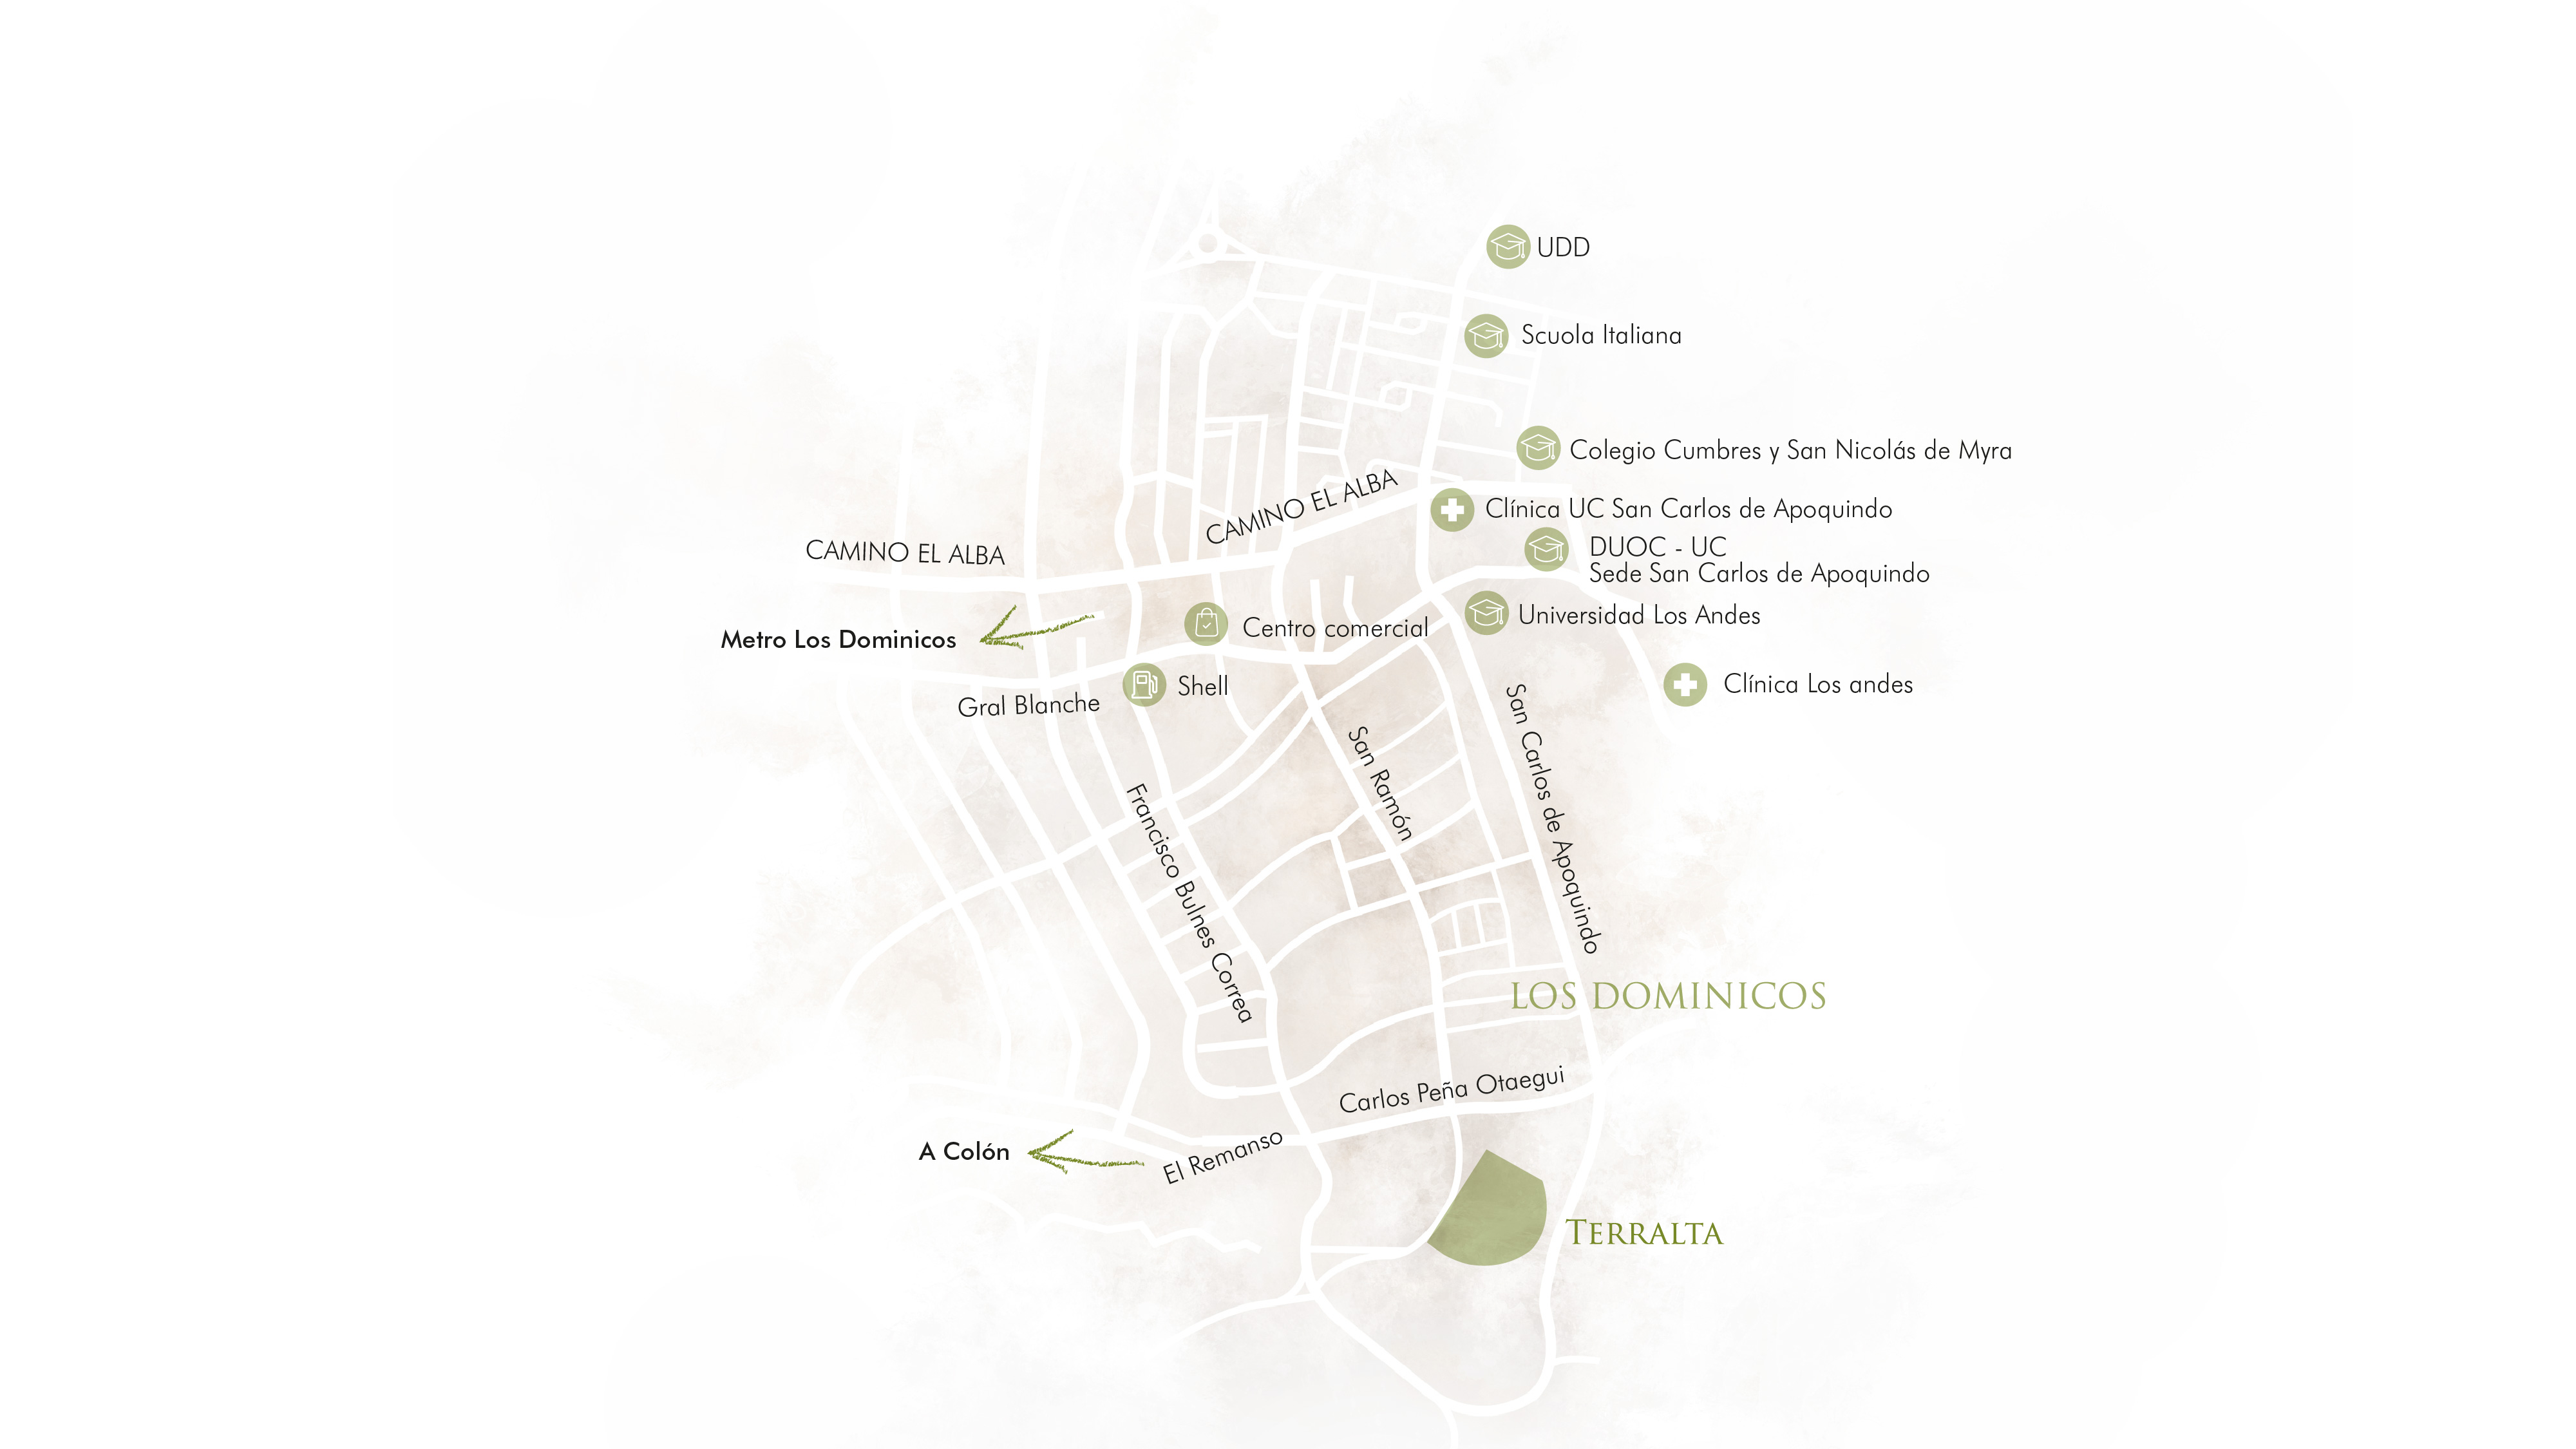 UDD
Scuola Italiana
Colegio Cumbres y San Nicolás de Myra
CAMINO EL ALBA
Clínica UC San Carlos de Apoquindo
CAMINO EL ALBA
DUOC - UC
Sede San Carlos de Apoquindo
Universidad Los Andes
Centro comercial
Metro Los Dominicos
Shell
Clínica Los andes
Gral Blanche
San Ramón
San Carlos de Apoquindo
Francisco Bulnes Correa
LOS DOMINICOS
Carlos Peña Otaegui
A Colón
El Remanso
TERRALTA